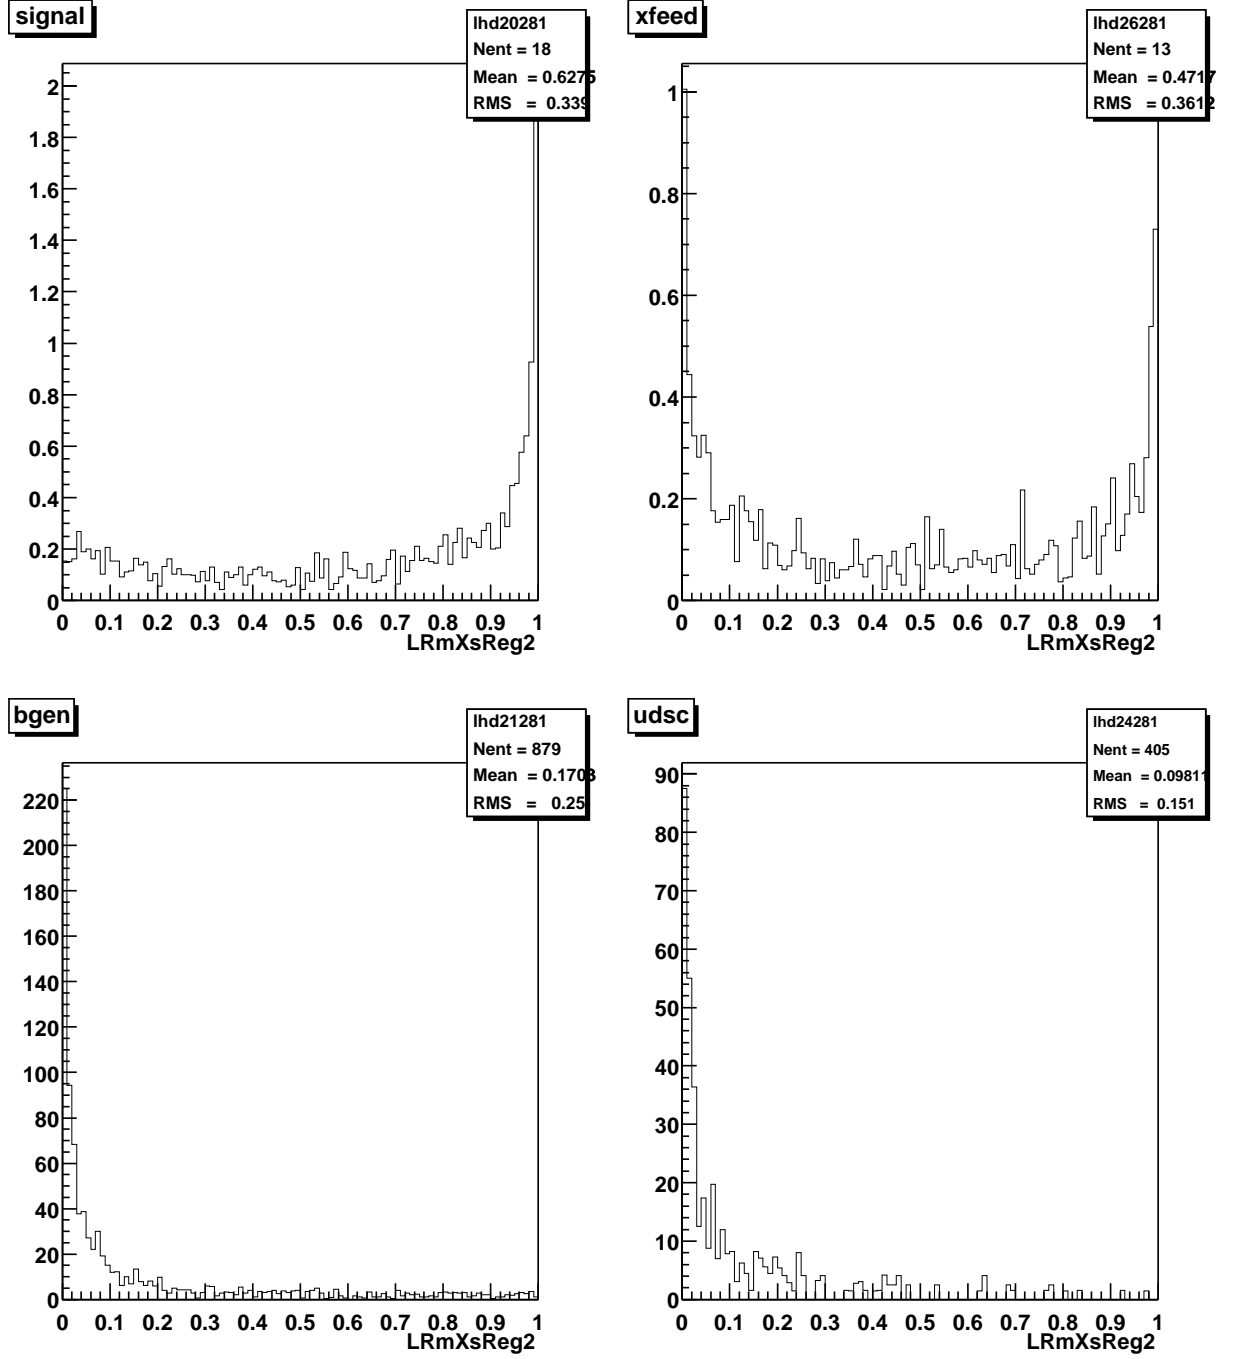 signal
lhd20281
Nent = 18
Mean = 0.6275
RMS = 0.339
2
1.8
1.6
1.4
1.2
1
0.8
0.6
0.4
0.2
0
0 0.1 0.2 0.3 0.4 0.5 0.6 0.7 0.8 0.9 1
LRmXsReg2
xfeed
lhd26281
Nent = 13
Mean = 0.4717
RMS = 0.3612
1
0.8
0.6
0.4
0.2
0
0 0.1 0.2 0.3 0.4 0.5 0.6 0.7 0.8 0.9 1
LRmXsReg2
bgen
lhd21281
Nent = 879
Mean = 0.1703
RMS = 0.25
220
200
180
160
140
120
100
80
60
40
20
0
0 0.1 0.2 0.3 0.4 0.5 0.6 0.7 0.8 0.9 1
LRmXsReg2
udsc
lhd24281
Nent = 405
Mean = 0.09811
RMS = 0.151
90
80
70
60
50
40
30
20
10
0
0 0.1 0.2 0.3 0.4 0.5 0.6 0.7 0.8 0.9 1
LRmXsReg2